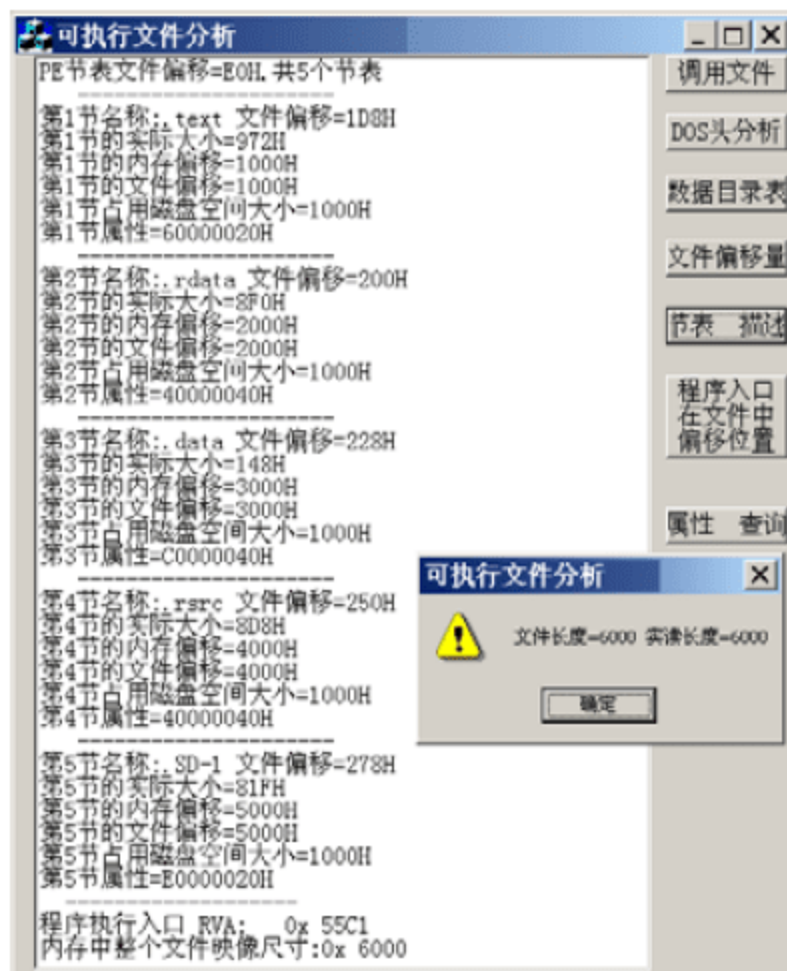 可执行文件分析
PE节表文件偏移=E0H.共5个节表
---------------------
第1节名称:.text 文件偏移=1D8H
第1节的实际大小=972H
第1节的内存偏移=1000H
第1节的文件偏移=1000H
第1节占用磁盘空间大小=1000H
第1节属性=60000020H
---------------------
第2节名称:.rdata 文件偏移=200H
第2节的实际大小=8F0H
第2节的内存偏移=2000H
第2节的文件偏移=2000H
第2节占用磁盘空间大小=1000H
第2节属性=40000040H
---------------------
第3节名称:.data 文件偏移=228H
第3节的实际大小=148H
第3节的内存偏移=3000H
第3节的文件偏移=3000H
第3节占用磁盘空间大小=1000H
第3节属性=C0000040H
---------------------
第4节名称:.rsrc 文件偏移=250H
第4节的实际大小=8D8H
第4节的内存偏移=4000H
第4节的文件偏移=4000H
第4节占用磁盘空间大小=1000H
第4节属性=40000040H
---------------------
第5节名称:.SD-1 文件偏移=278H
第5节的实际大小=81FH
第5节的内存偏移=5000H
第5节的文件偏移=5000H
第5节占用磁盘空间大小=1000H
第5节属性=E0000020H
-------------------
程序执行入口 RVA: 0x 55C1
内存中整个文件映像尺寸:0x 6000
调用文件
DOS头分析
数据目录表
文件偏移量
节表 描述
程序入口
在文件中
偏移位置
属性 查询
可执行文件分析
文件长度=6000 实读长度=6000
确定